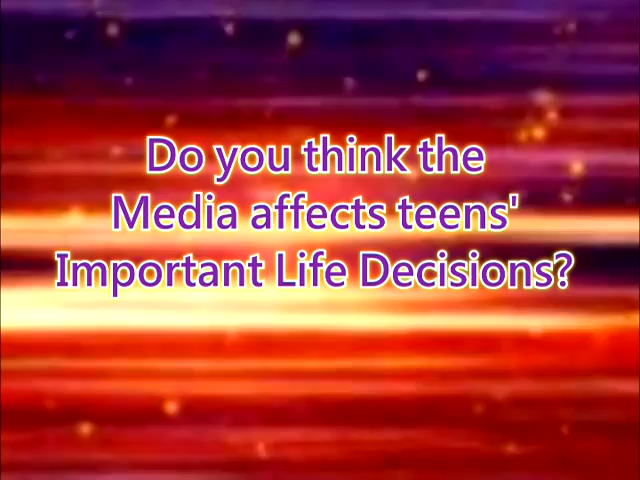 Do you think the
Media affects teens'
Important Life Decisions?